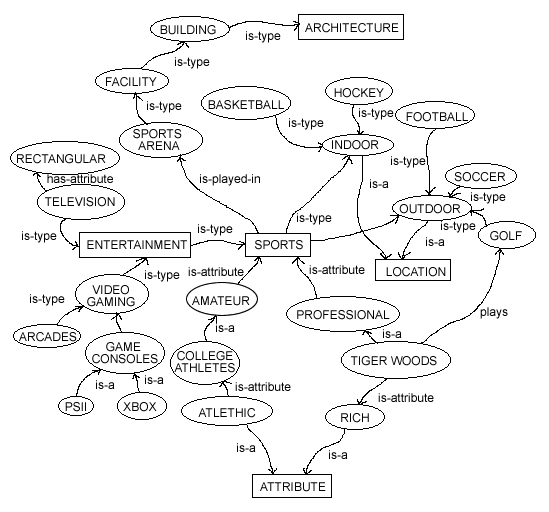 BUILDING
is-type
ARCHITECTURE
is-type
FACILITY
is-type
HOCKEY
BASKETBALL
is-type
FOOTBALL
SPORTS
ARENA
is-type
INDOOR
RECTANGULAR
has-attribute
is-played-in
is-a
is-type
SOCCER
TELEVISION
is-type
is-type
OUTDOOR
is-type
is-type
is-type
ENTERTAINMENT
SPORTS
is-a
GOLF
is-type
is-attribute
is-attribute
LOCATION
VIDEO
GAMING
AMATEUR
is-type
PROFESSIONAL
plays
ARCADES
is-a
is-a
GAME
CONSOLES
COLLEGE
ATHLETES
TIGER WOODS
is-a
is-a
is-attribute
is-attribute
PSII
XBOX
ATLETHIC
RICH
is-a
is-a
ATTRIBUTE